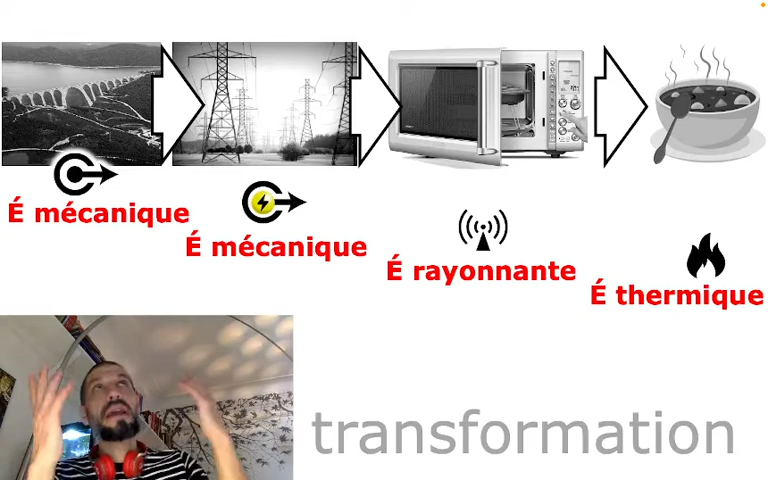 É mécanique
É mécanique
É rayonnante
É thermique
transformation